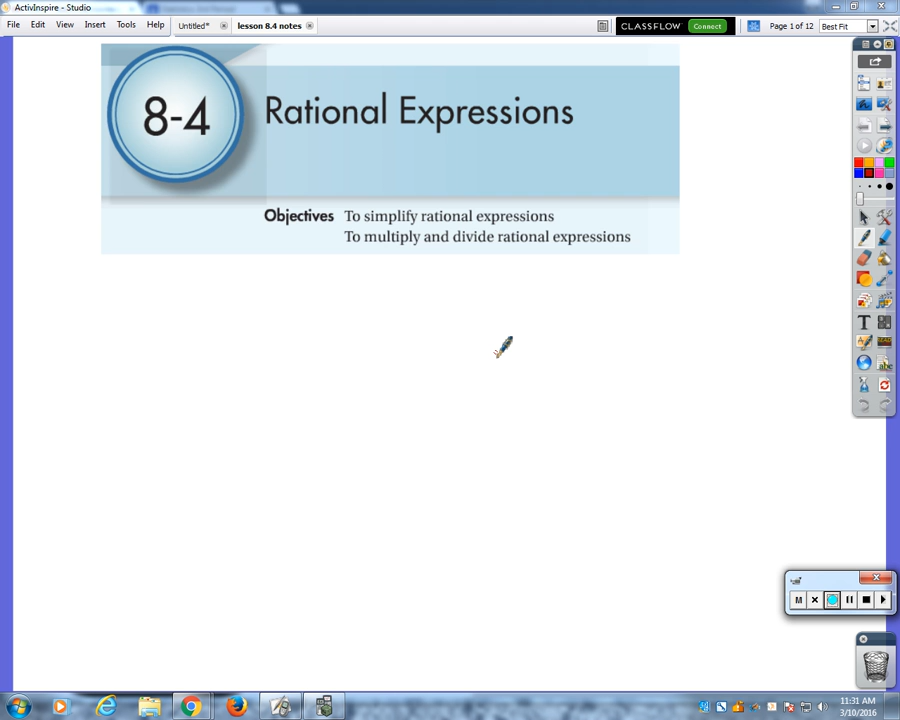 ActivInspire - Studio
File Edit View Insert Tools Help
Untitled*
lesson 8.4 notes
CLASSFLOW Connect
Page 1 of 12
Best Fit
8-4
Rational Expressions
Objectives To simplify rational expressions
To multiply and divide rational expressions
T
abc
M
11:31 AM
3/10/2016